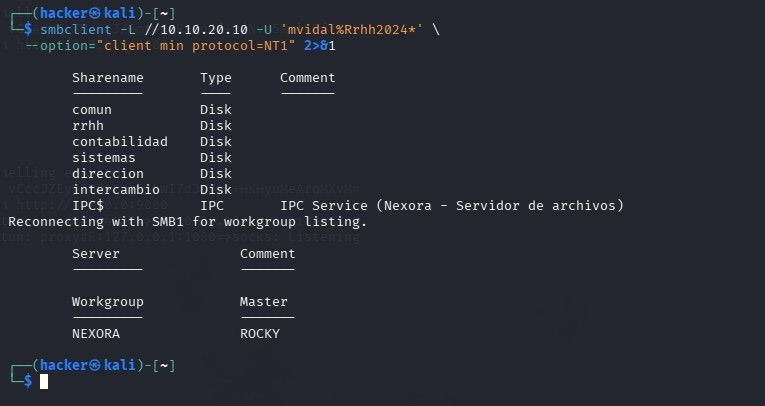 ┌──(hacker㉿kali)-[~]
└─$ smbclient -L //10.10.20.10 -U 'mvidal%Rrhh2024*' \
--option="client min protocol=NT1" 2>&1
Sharename Type Comment
--------- ---- -------
comun Disk
rrhh Disk
contabilidad Disk
sistemas Disk
direccion Disk
intercambio Disk
IPC$ IPC IPC Service (Nexora - Servidor de archivos)
Reconnecting with SMB1 for workgroup listing.
Server Comment
--------- -------
Workgroup Master
--------- -------
NEXORA ROCKY
┌──(hacker㉿kali)-[~]
└─$